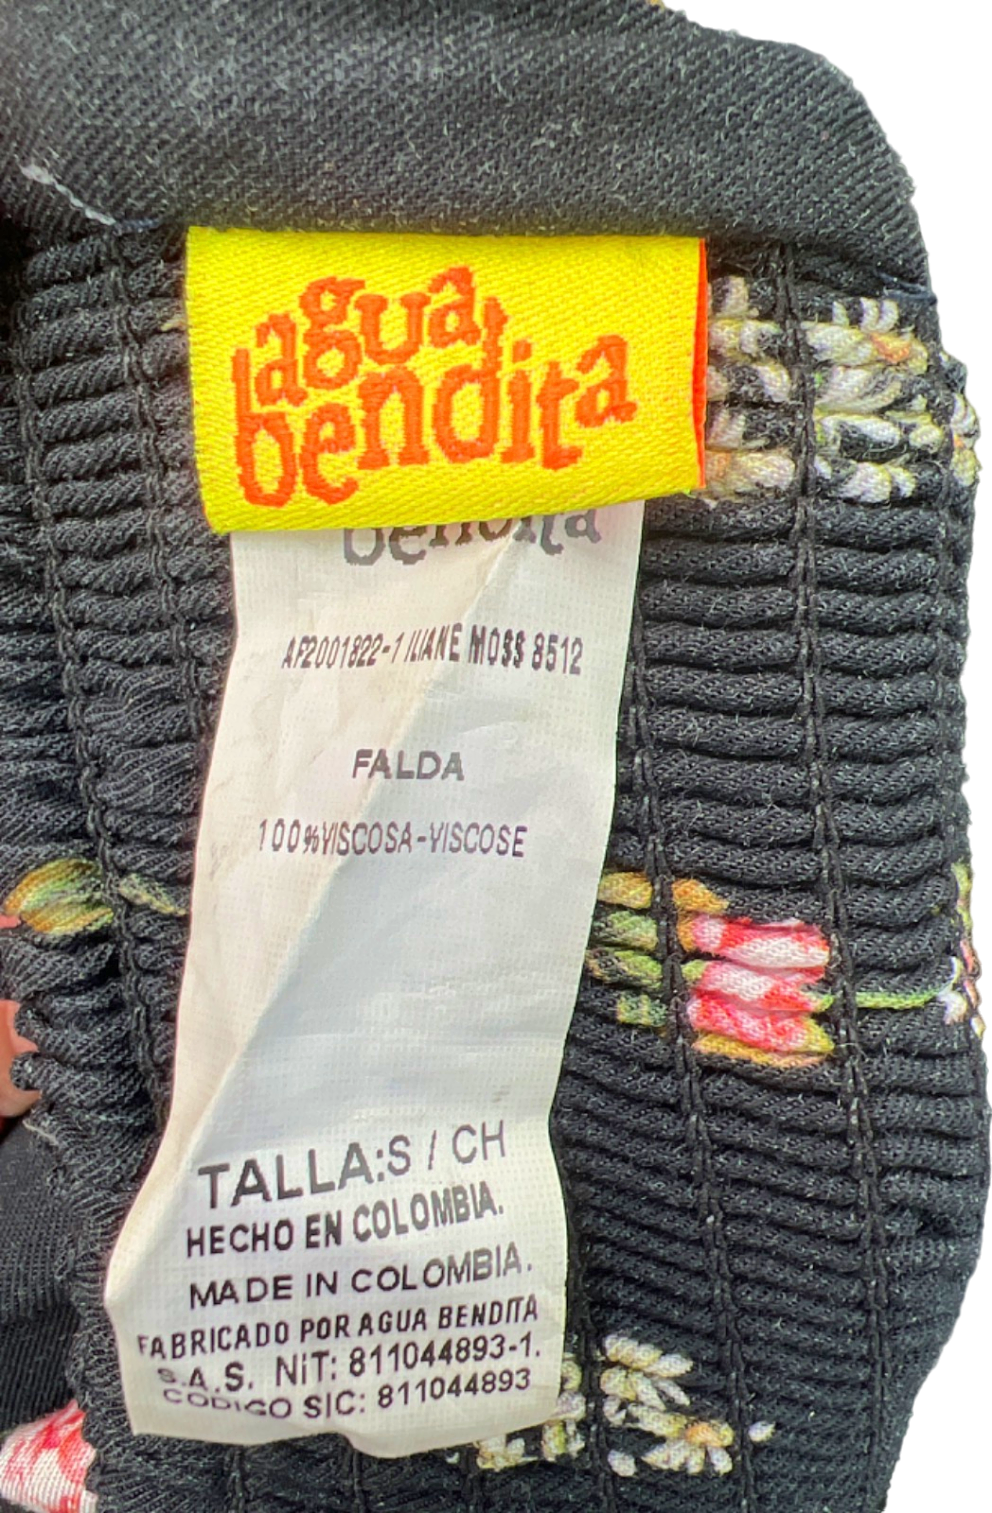 agua
bendita
bendita
AF2001822-1 ILIANE MOSS 8512
FALDA
100%VISCOSA-VISCOSE
TALLA:S / CH
HECHO EN COLOMBIA.
MADE IN COLOMBIA.
FABRICADO POR AGUA BENDITA
S.A.S. NIT: 811044893-1.
CODIGO SIC: 811044893